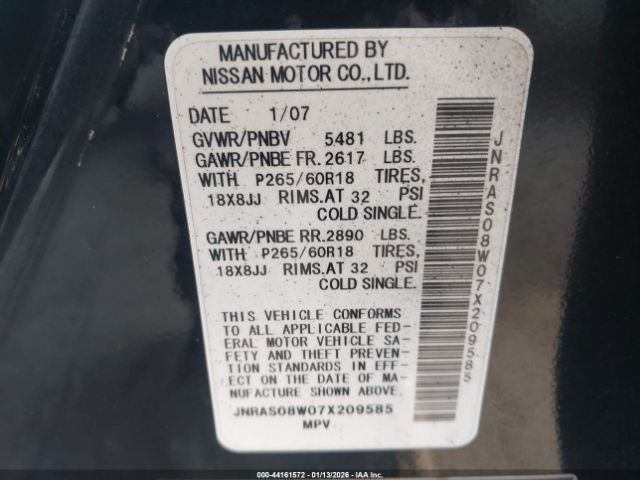 MANUFACTURED BY
NISSAN MOTOR CO.,LTD.
DATE 1/07
GVWR/PNBV 5481 LBS.
GAWR/PNBE FR. 2617 LBS.
WITH P265/60R18 TIRES,
18X8JJ RIMS.AT 32 PSI
COLD SINGLE.
GAWR/PNBE RR. 2890 LBS.
WITH P265/60R18 TIRES,
18X8JJ RIMS.AT 32 PSI
COLD SINGLE.
THIS VEHICLE CONFORMS
TO ALL APPLICABLE FED-
ERAL MOTOR VEHICLE SA-
FETY AND THEFT PREVEN-
TION STANDARDS IN EFF-
ECT ON THE DATE OF MA-
NUFACTURE SHOWN ABOVE.
JNRAS08W07X209585
MPV
JNRAS08W07X209585
000-44161572 - 01/13/2026 - IAAI.COM